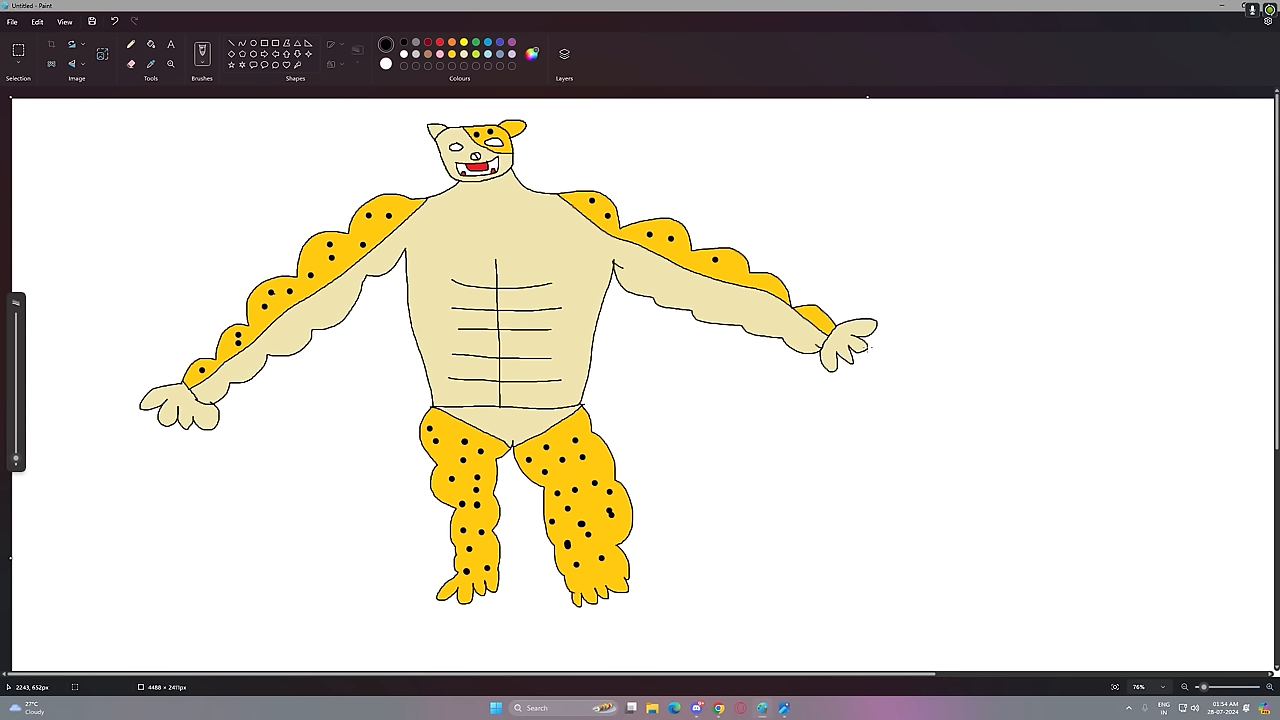 Untitled - Paint
File Edit View
Selection Image Tools Brushes Shapes Colours Layers
2243, 652px 4488 × 2411px 76%
27°C
Cloudy
Search
ENG
IN
01:54 AM
28-07-2024